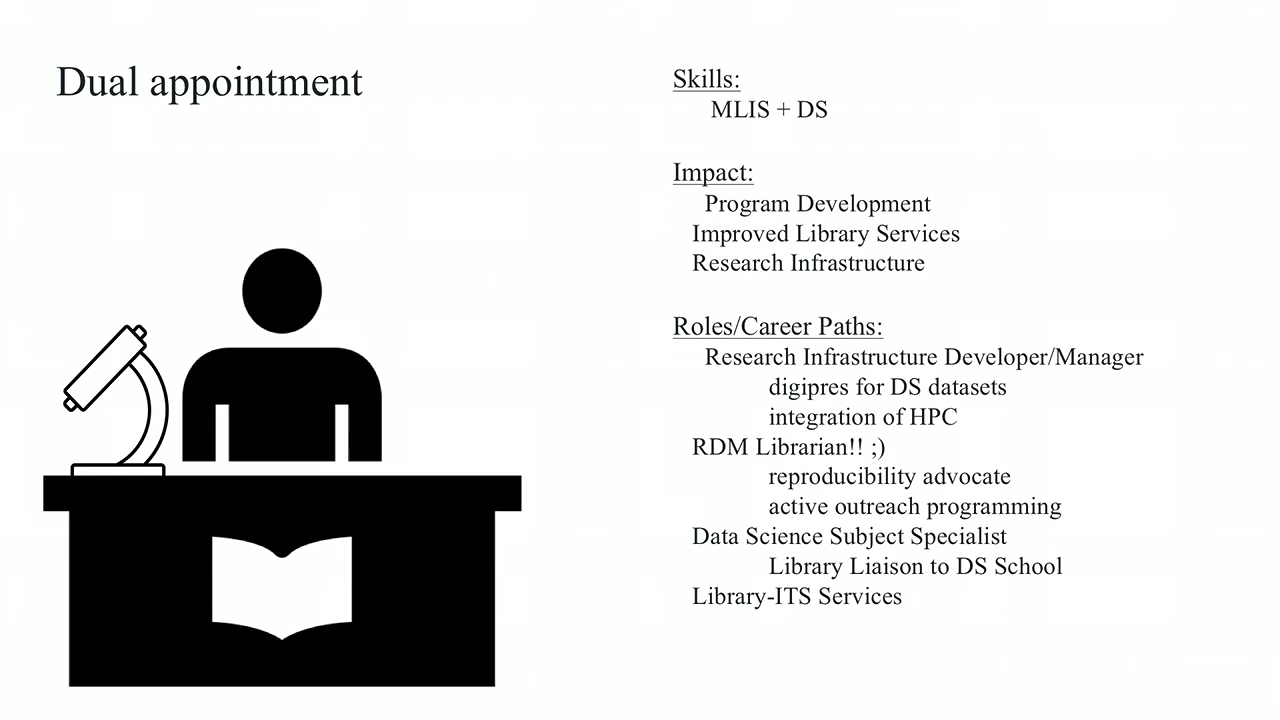 Dual appointment
Skills:
MLIS + DS
Impact:
Program Development
Improved Library Services
Research Infrastructure
Roles/Career Paths:
Research Infrastructure Developer/Manager
digipres for DS datasets
integration of HPC
RDM Librarian!! ;)
reproducibility advocate
active outreach programming
Data Science Subject Specialist
Library Liaison to DS School
Library-ITS Services